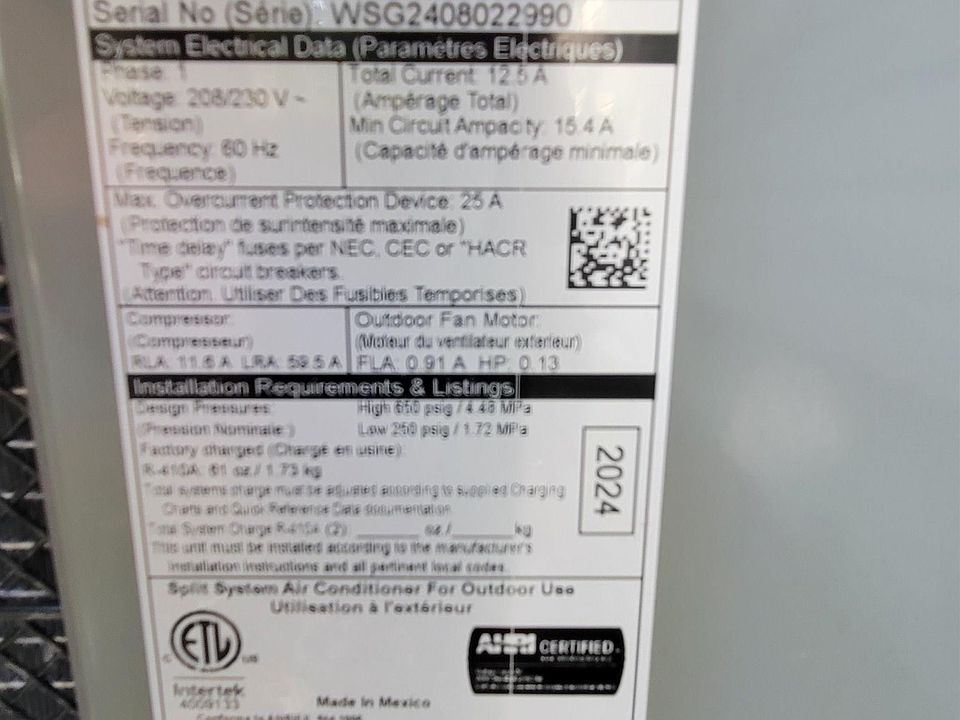 Serial No (Série): WSG2408022990
System Electrical Data (Paramètres Electriques)
Phase: 1
Voltage: 208/230 V ~
(Tension)
Frequency: 60 Hz
(Frequence)
Total Current: 12.5 A
(Ampérage Total)
Min Circuit Ampacity: 15.4 A
(Capacité d'ampérage minimale)
Max. Overcurrent Protection Device: 25 A
(Protection de surintensité maximale)
"Time delay" fuses per NEC, CEC or "HACR
Type" circuit breakers.
(Attention: Utiliser Des Fusibles Temporises)
Compressor:
(Compresseur)
RLA: 11.6 A LRA: 59.5 A
Outdoor Fan Motor:
(Moteur du ventilateur exterieur)
FLA: 0.91 A HP: 0.13
Installation Requirements & Listings
Design Pressures:
(Pression Nominale:)
High 650 psig / 4.48 MPa
Low 250 psig / 1.72 MPa
Factory charged (Chargé en usine):
R-410A: 61 oz./ 1.73 kg
Total systems charge must be adjusted according to supplied Charging
Charts and Quick Reference Data documentation.
Total System Charge R-410A (2): oz./ kg
This unit must be installed according to the manufacturer's
installation instructions and all pertinent local codes.
2024
Split System Air Conditioner For Outdoor Use
Utilisation à l'extérieur
ETL
C US
Intertek
4009133
AHRI CERTIFIED
Made In Mexico